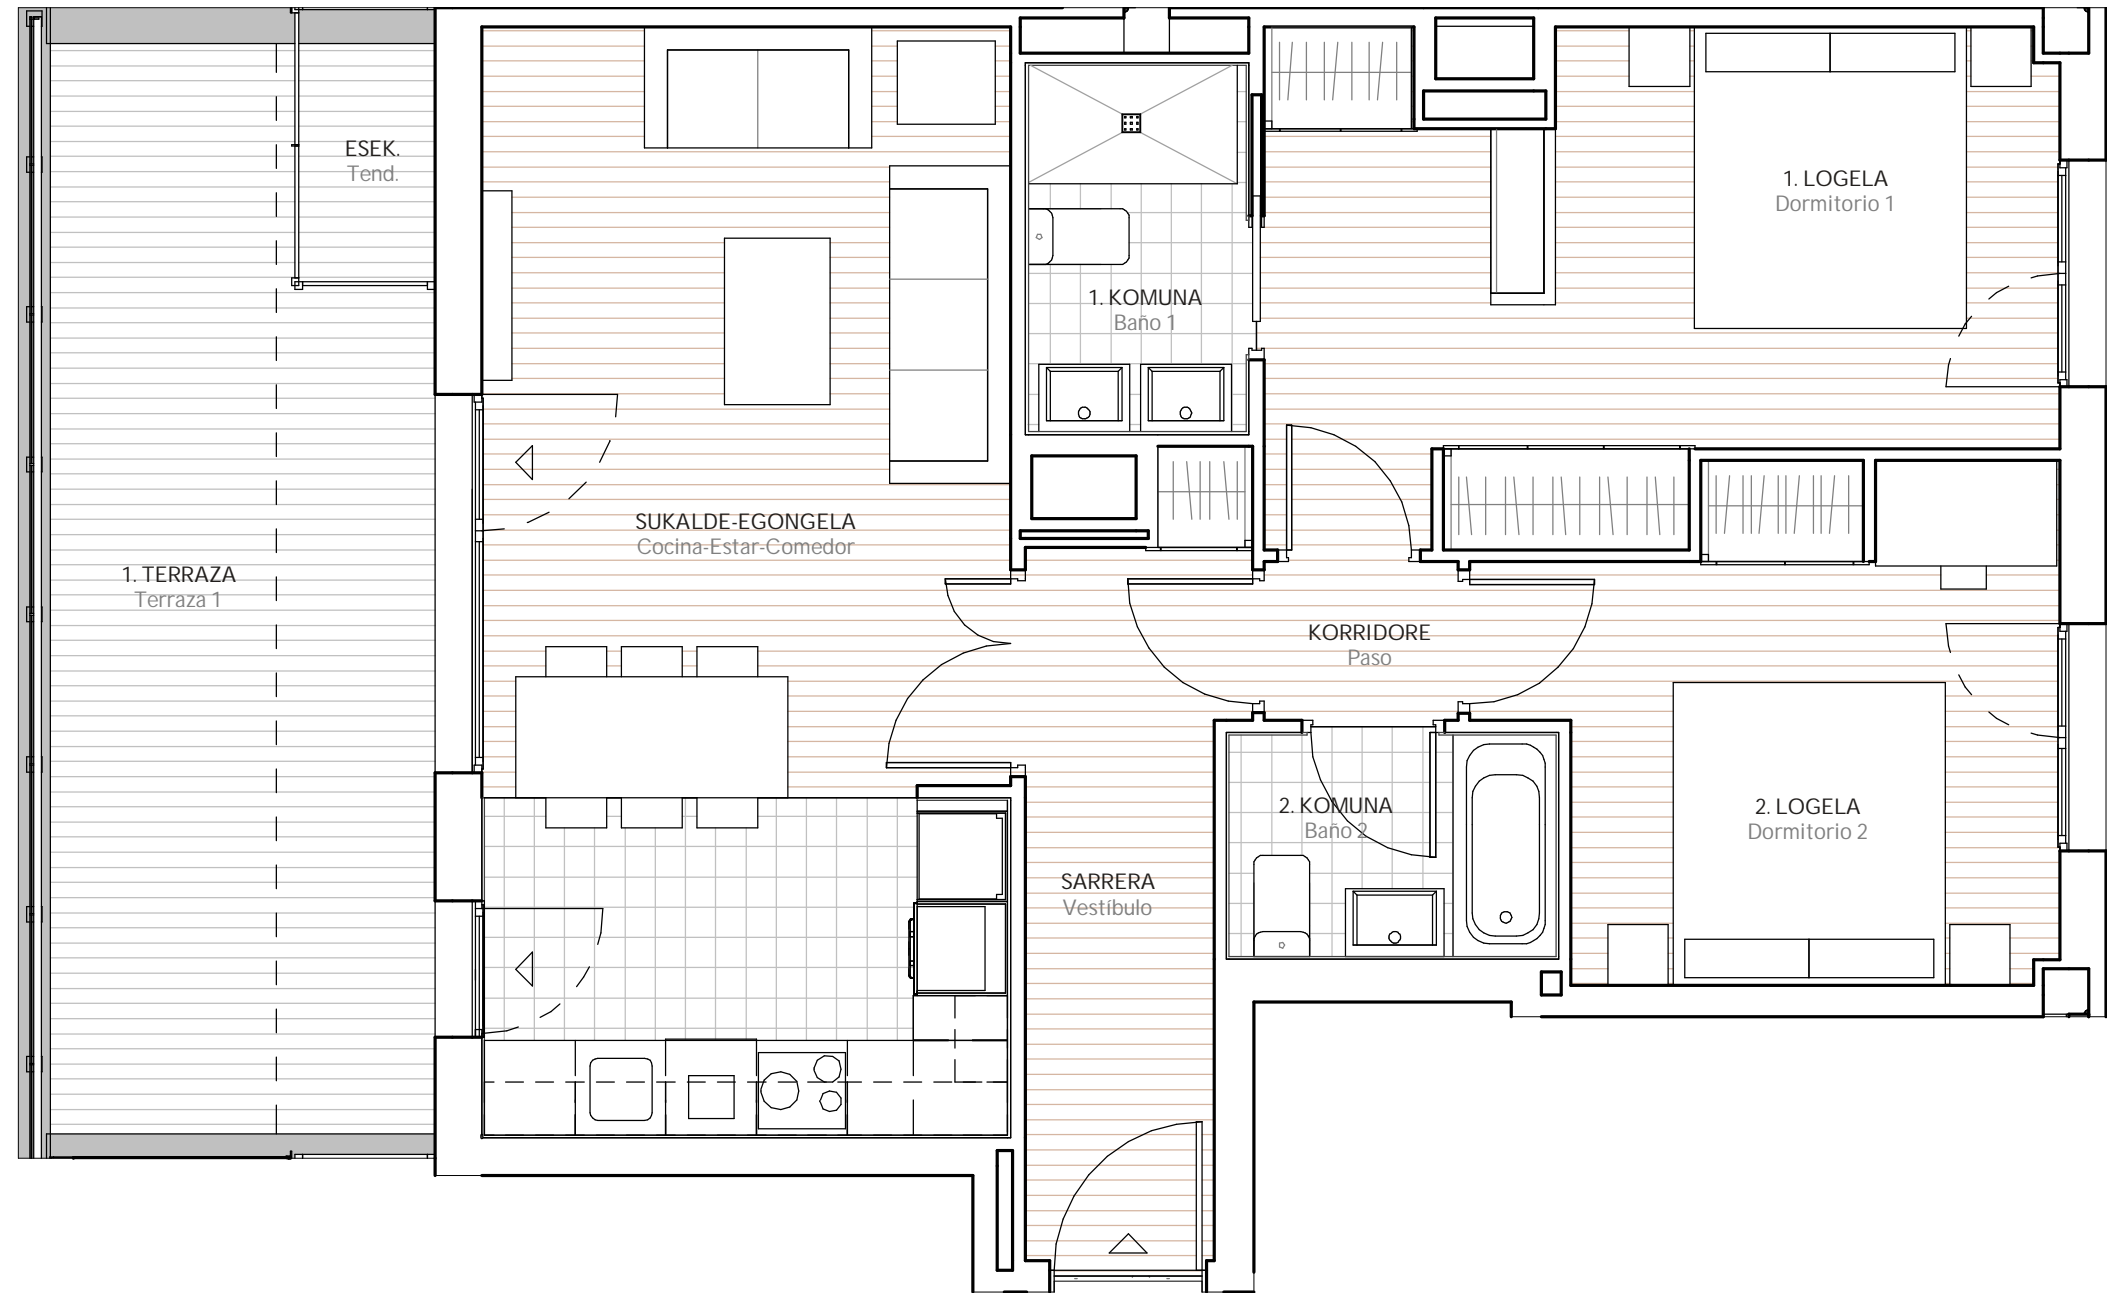 ESEK.
Tend.
1. LOGELA
Dormitorio 1
1. KOMUNA
Baño 1
SUKALDE-EGONGELA
Cocina-Estar-Comedor
1. TERRAZA
Terraza 1
KORRIDORE
Paso
2. KOMUNA
Baño 2
2. LOGELA
Dormitorio 2
SARRERA
Vestíbulo